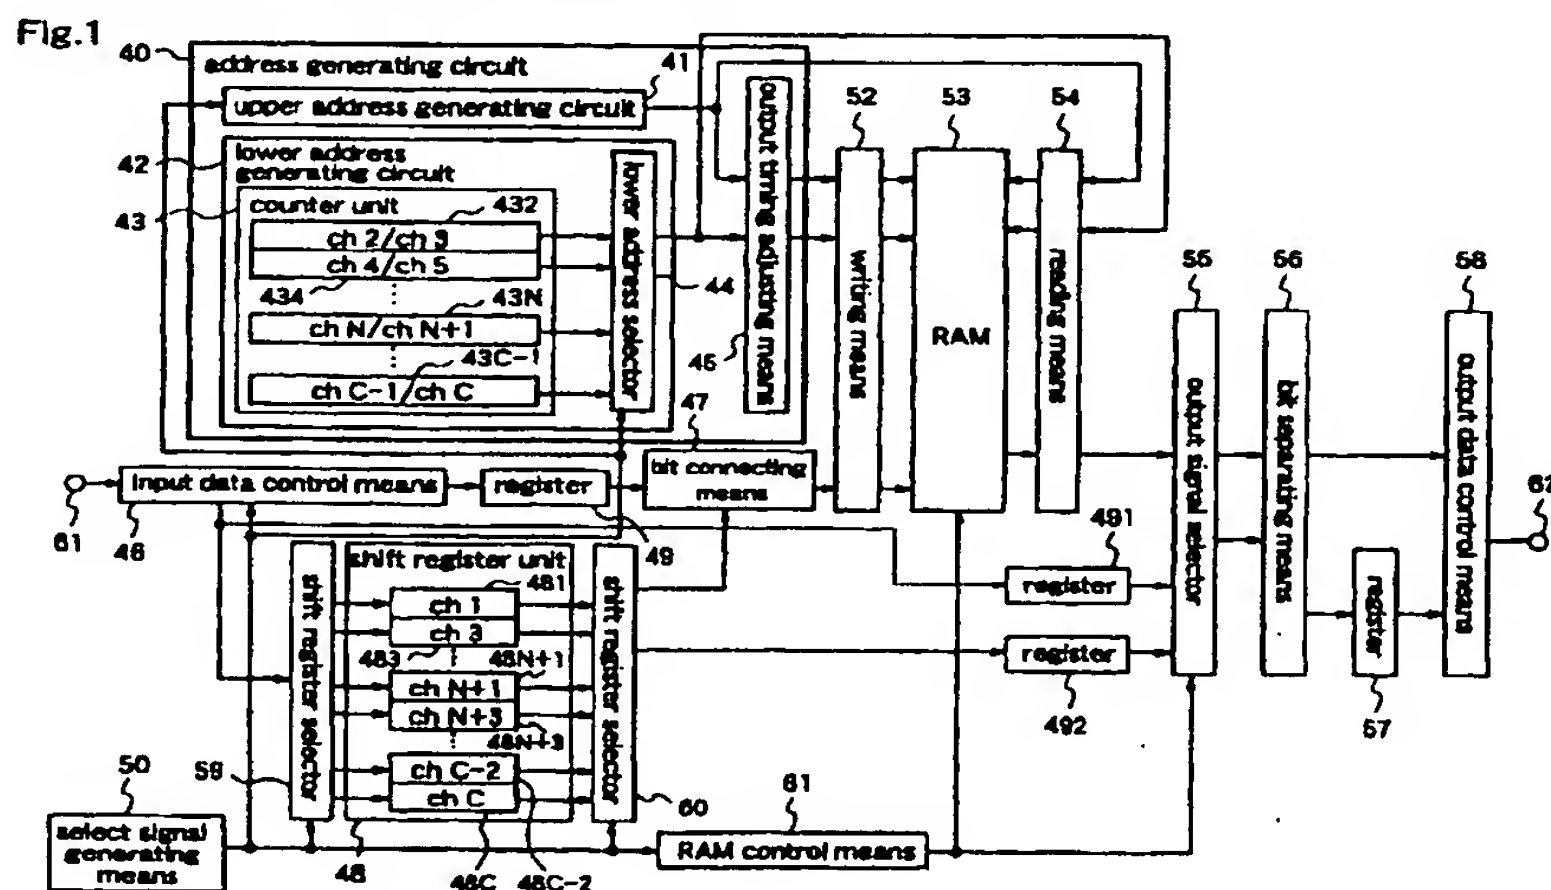 Fig.1
40
address generating circuit
41
upper address generating circuit
42
lower address
generating circuit
43
counter unit
432
ch 2/ch 3
ch 4/ch 5
434
43N
ch N/ch N+1
43C-1
ch C-1/ch C
lower address selector
44
output timing adjusting means
45
52
writing means
53
RAM
54
reading means
55
output signal selector
56
bit separating means
58
output data control means
47
bit connecting
means
61
input data control means
46
register
49
shift register unit
481
ch 1
ch 3
483
48N+1
ch N+1
ch N+3
48N+3
ch C-2
ch C
48
48C
48C-2
shift register selector
59
shift register selector
60
491
register
register
492
register
57
62
50
select signal
generating
means
61
RAM control means